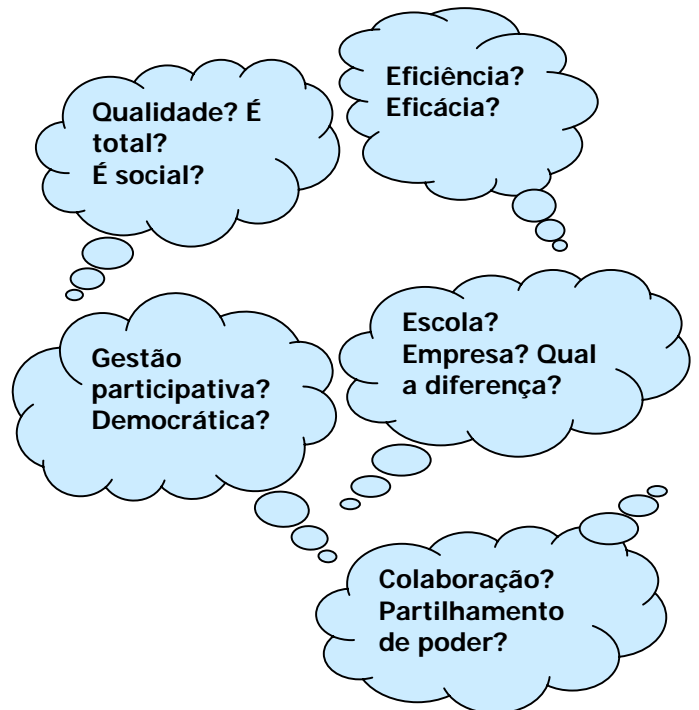 Qualidade? É
total?
É social?
Eficiência?
Eficácia?
Gestão
participativa?
Democrática?
Escola?
Empresa? Qual
a diferença?
Colaboração?
Partilhamento
de poder?